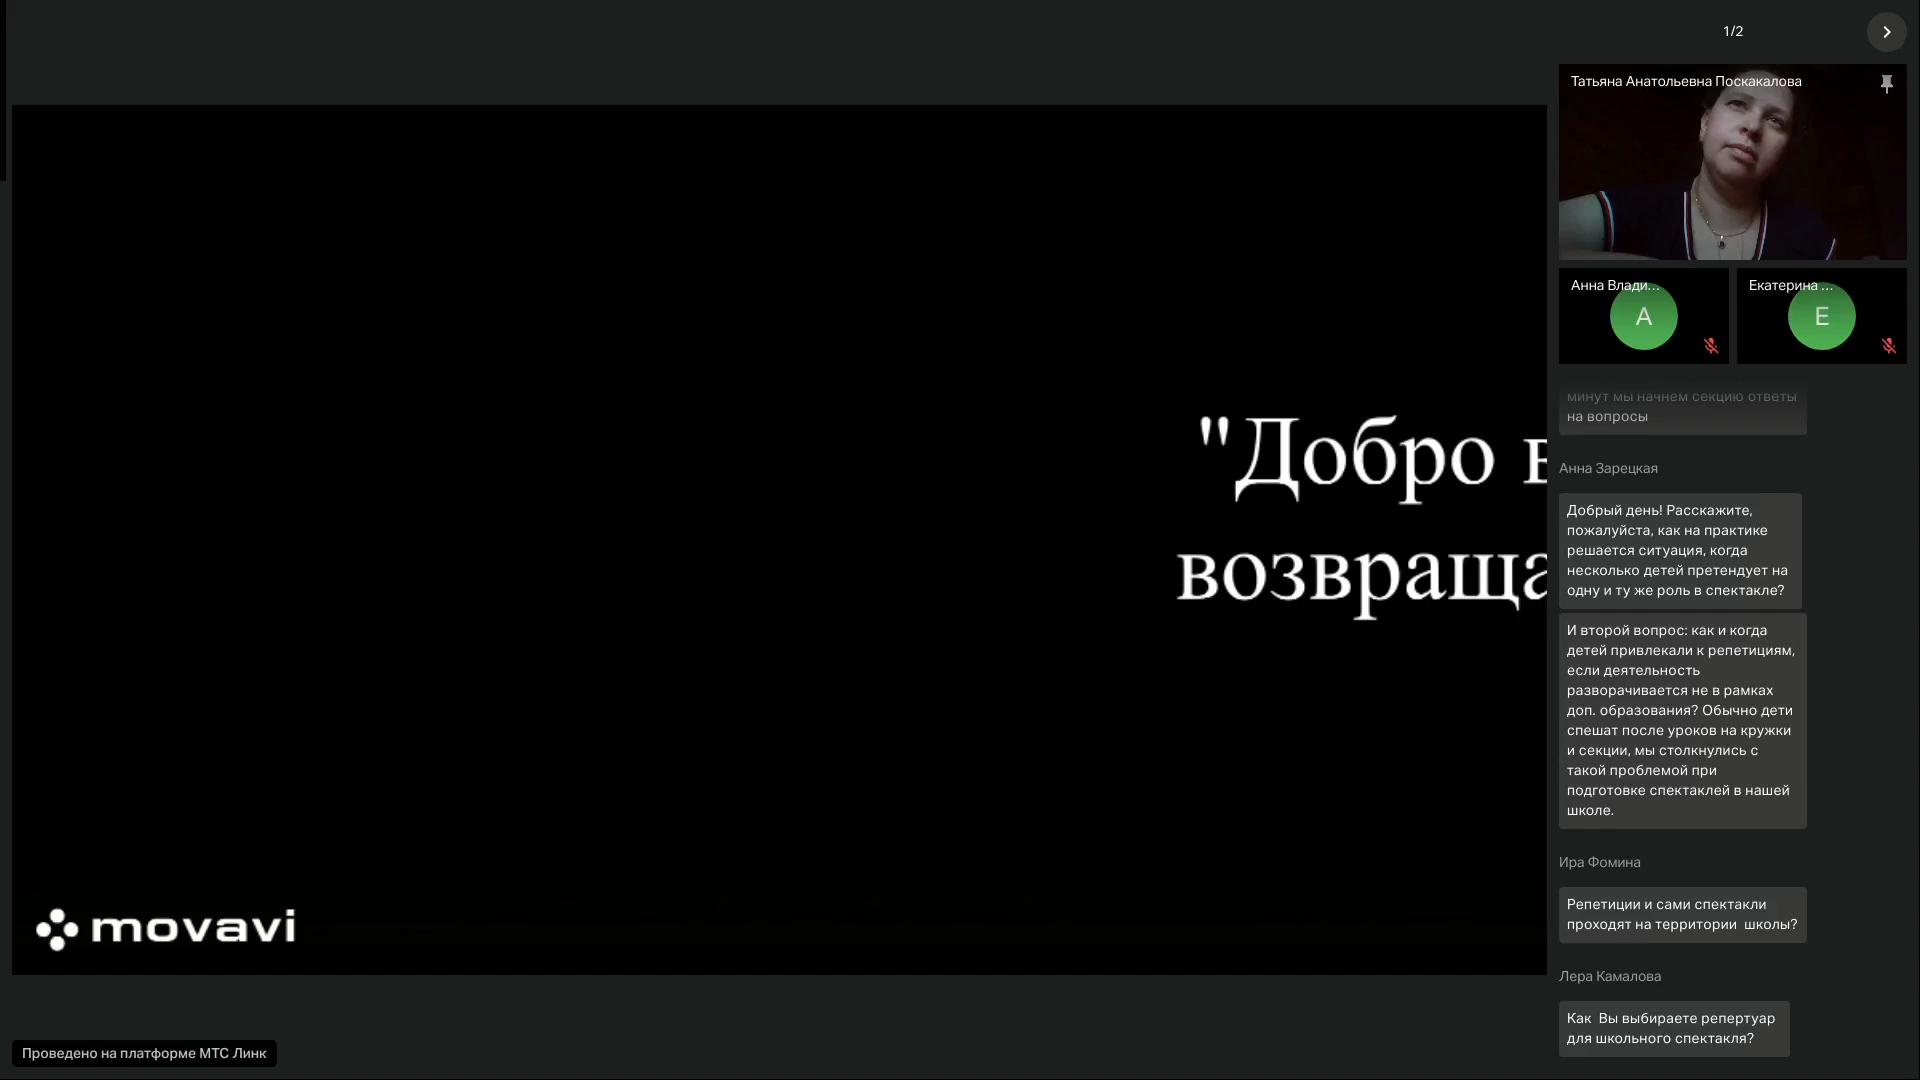 1/2
Татьяна Анатольевна Поскакалова
Анна Влади...
Екатерина ...
А
Е
минут мы начнем секцию ответы
на вопросы
Анна Зарецкая
Добрый день! Расскажите,
пожалуйста, как на практике
решается ситуация, когда
несколько детей претендует на
одну и ту же роль в спектакле?
И второй вопрос: как и когда
детей привлекали к репетициям,
если деятельность
разворачивается не в рамках
доп. образования? Обычно дети
спешат после уроков на кружки
и секции, мы столкнулись с
такой проблемой при
подготовке спектаклей в нашей
школе.
Ира Фомина
Репетиции и сами спектакли
проходят на территории  школы?
Лера Камалова
Как  Вы выбираете репертуар
для школьного спектакля?
"Добро в
возвраща
movavi
Проведено на платформе МТС Линк